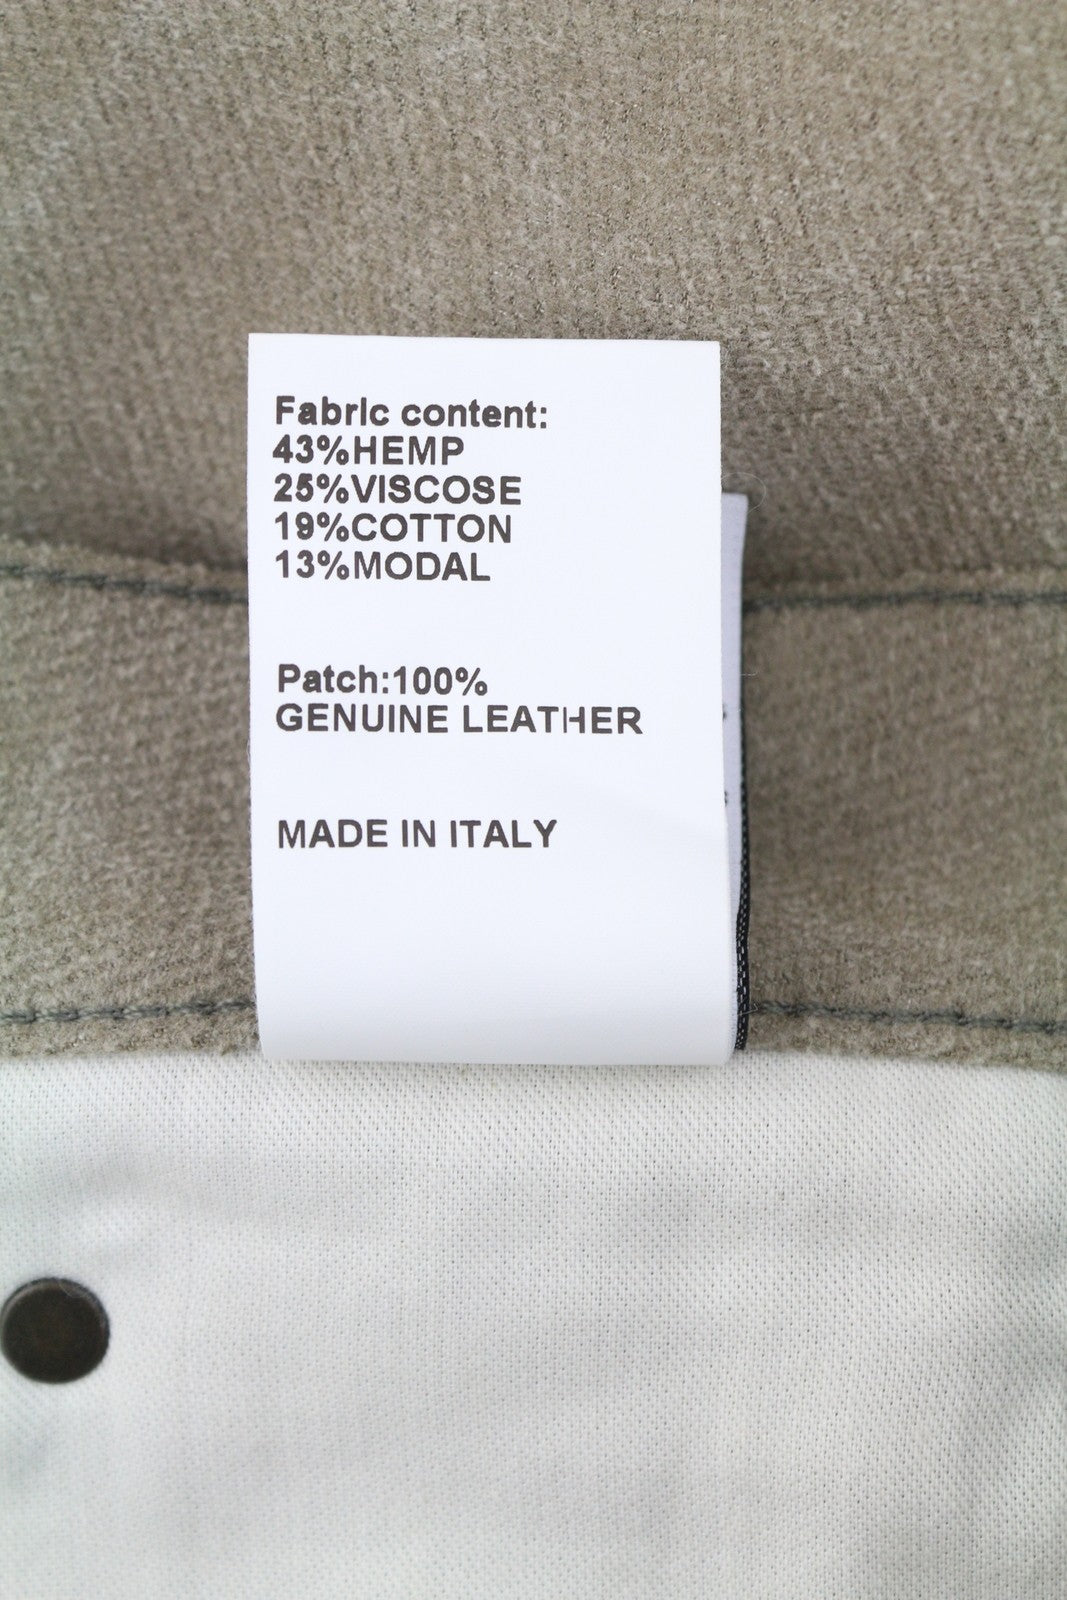 Fabric content:
43%HEMP
25%VISCOSE
19%COTTON
13%MODAL
Patch:100%
GENUINE LEATHER
MADE IN ITALY